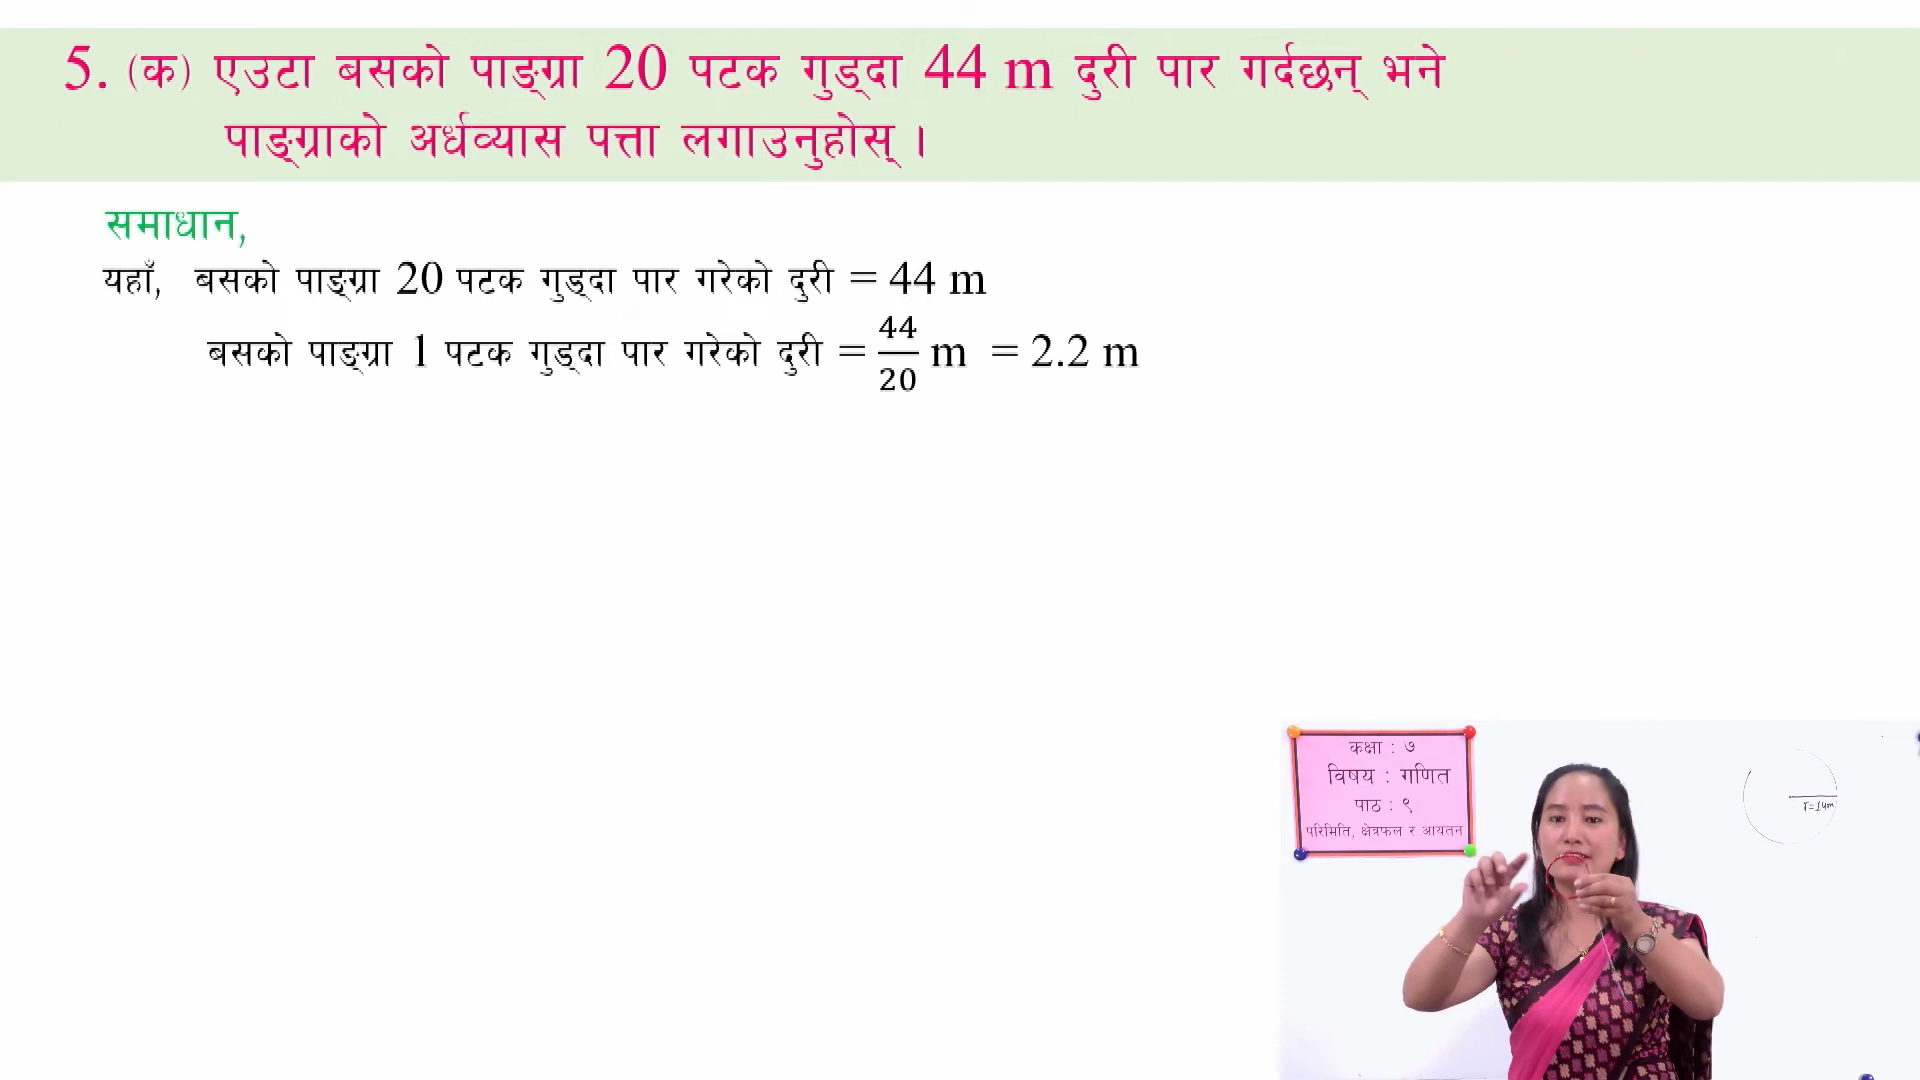 5. (क) एउटा बसको पाङ्ग्रा 20 पटक गुड्दा 44 m दुरी पार गर्दछन् भने
पाङ्ग्राको अर्धव्यास पत्ता लगाउनुहोस् ।
समाधान,
यहाँ, बसको पाङ्ग्रा 20 पटक गुड्दा पार गरेको दुरी = 44 m
बसको पाङ्ग्रा 1 पटक गुड्दा पार गरेको दुरी = 44/20 m = 2.2 m
कक्षा : ७
विषय : गणित
पाठ : ९
परिमिति, क्षेत्रफल र आयतन
r=14m